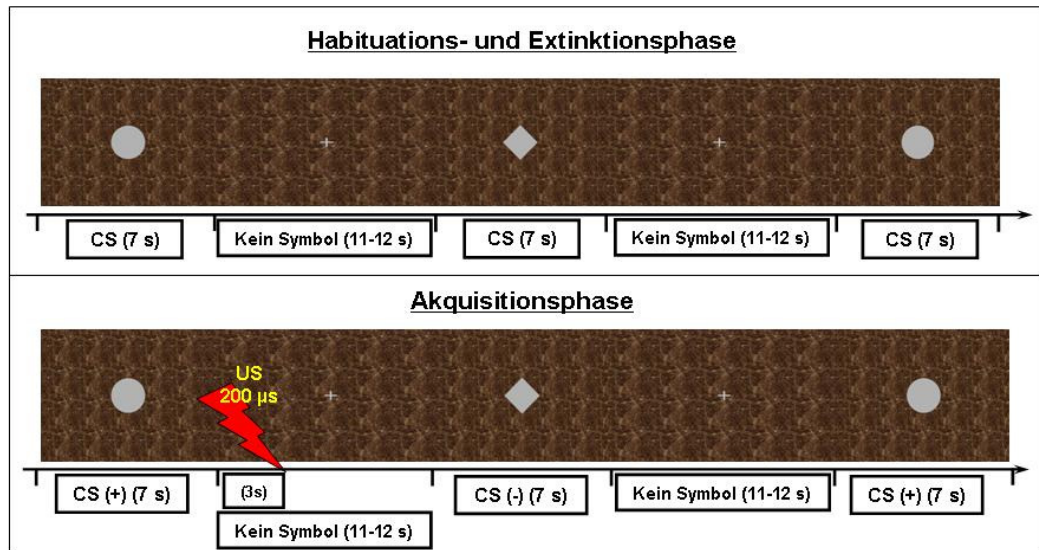 Habituations- und Extinktionsphase
CS (7 s)
Kein Symbol (11-12 s)
CS (7 s)
Kein Symbol (11-12 s)
CS (7 s)
Akquisitionsphase
US
200 µs
CS (+) (7 s)
(3s)
Kein Symbol (11-12 s)
CS (-) (7 s)
Kein Symbol (11-12 s)
CS (+) (7 s)